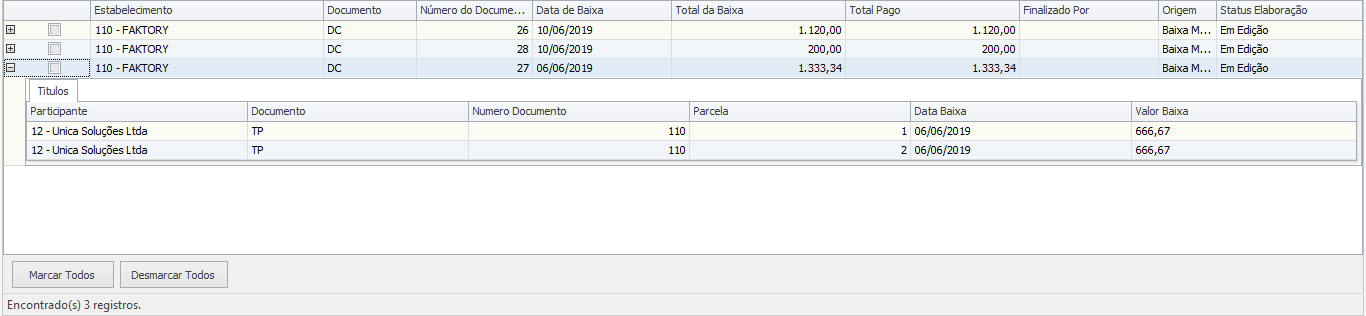 Estabelecimento Documento Número do Docume... Data de Baixa Total da Baixa Total Pago Finalizado Por Origem Status Elaboração
110 - FAKTORY DC 26 10/06/2019 1.120,00 1.120,00 Baixa M... Em Edição
110 - FAKTORY DC 28 10/06/2019 200,00 200,00 Baixa M... Em Edição
110 - FAKTORY DC 27 06/06/2019 1.333,34 1.333,34 Baixa M... Em Edição
Titulos
Participante Documento Numero Documento Parcela Data Baixa Valor Baixa
12 - Unica Soluções Ltda TP 110 1 06/06/2019 666,67
12 - Unica Soluções Ltda TP 110 2 06/06/2019 666,67
Marcar Todos Desmarcar Todos
Encontrado(s) 3 registros.